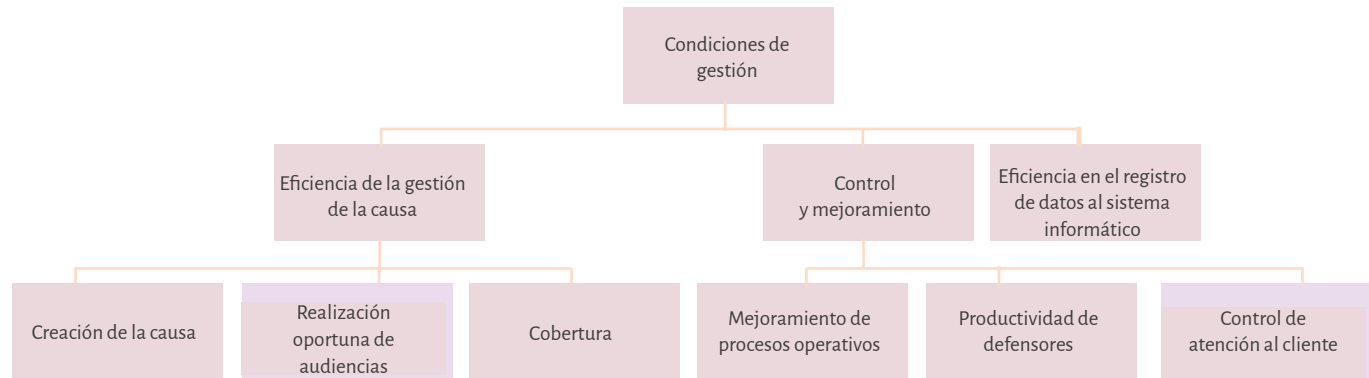 Condiciones de
gestión
Eficiencia de la gestión
de la causa
Control
y mejoramiento
Eficiencia en el registro
de datos al sistema
informático
Creación de la causa
Realización
oportuna de
audiencias
Cobertura
Mejoramiento de
procesos operativos
Productividad de
defensores
Control de
atención al cliente